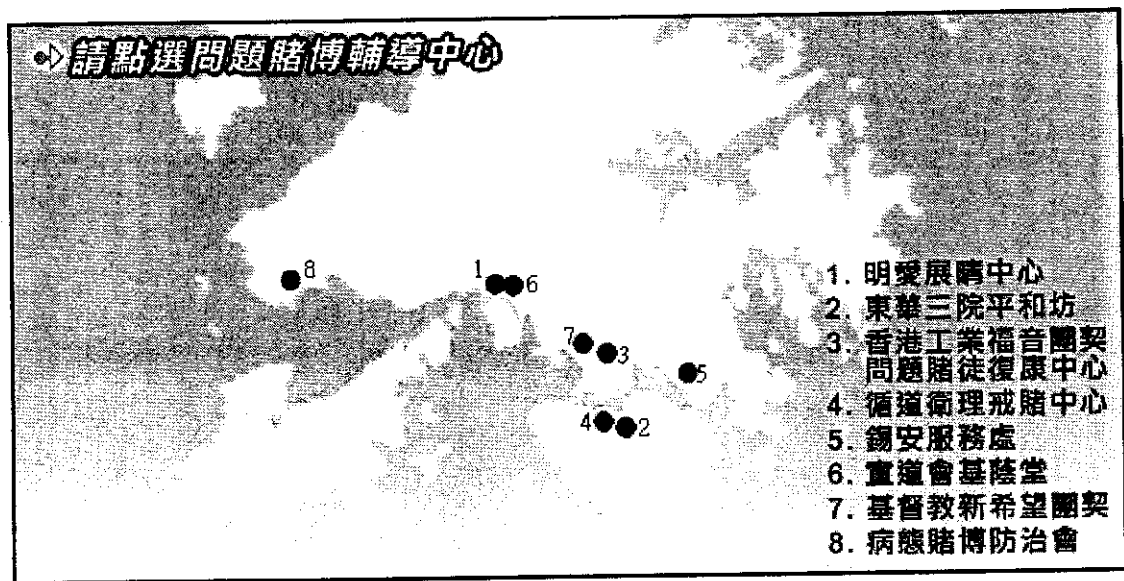 請點選問題賭博輔導中心
8
1
6
7
3
5
4
2
1. 明愛展晴中心
2. 東華三院平和坊
3. 香港工業福音團契
問題賭徒復康中心
4. 循道衛理戒賭中心
5. 錫安服務處
6. 宣道會基蔭堂
7. 基督教新希望團契
8. 病態賭博防治會